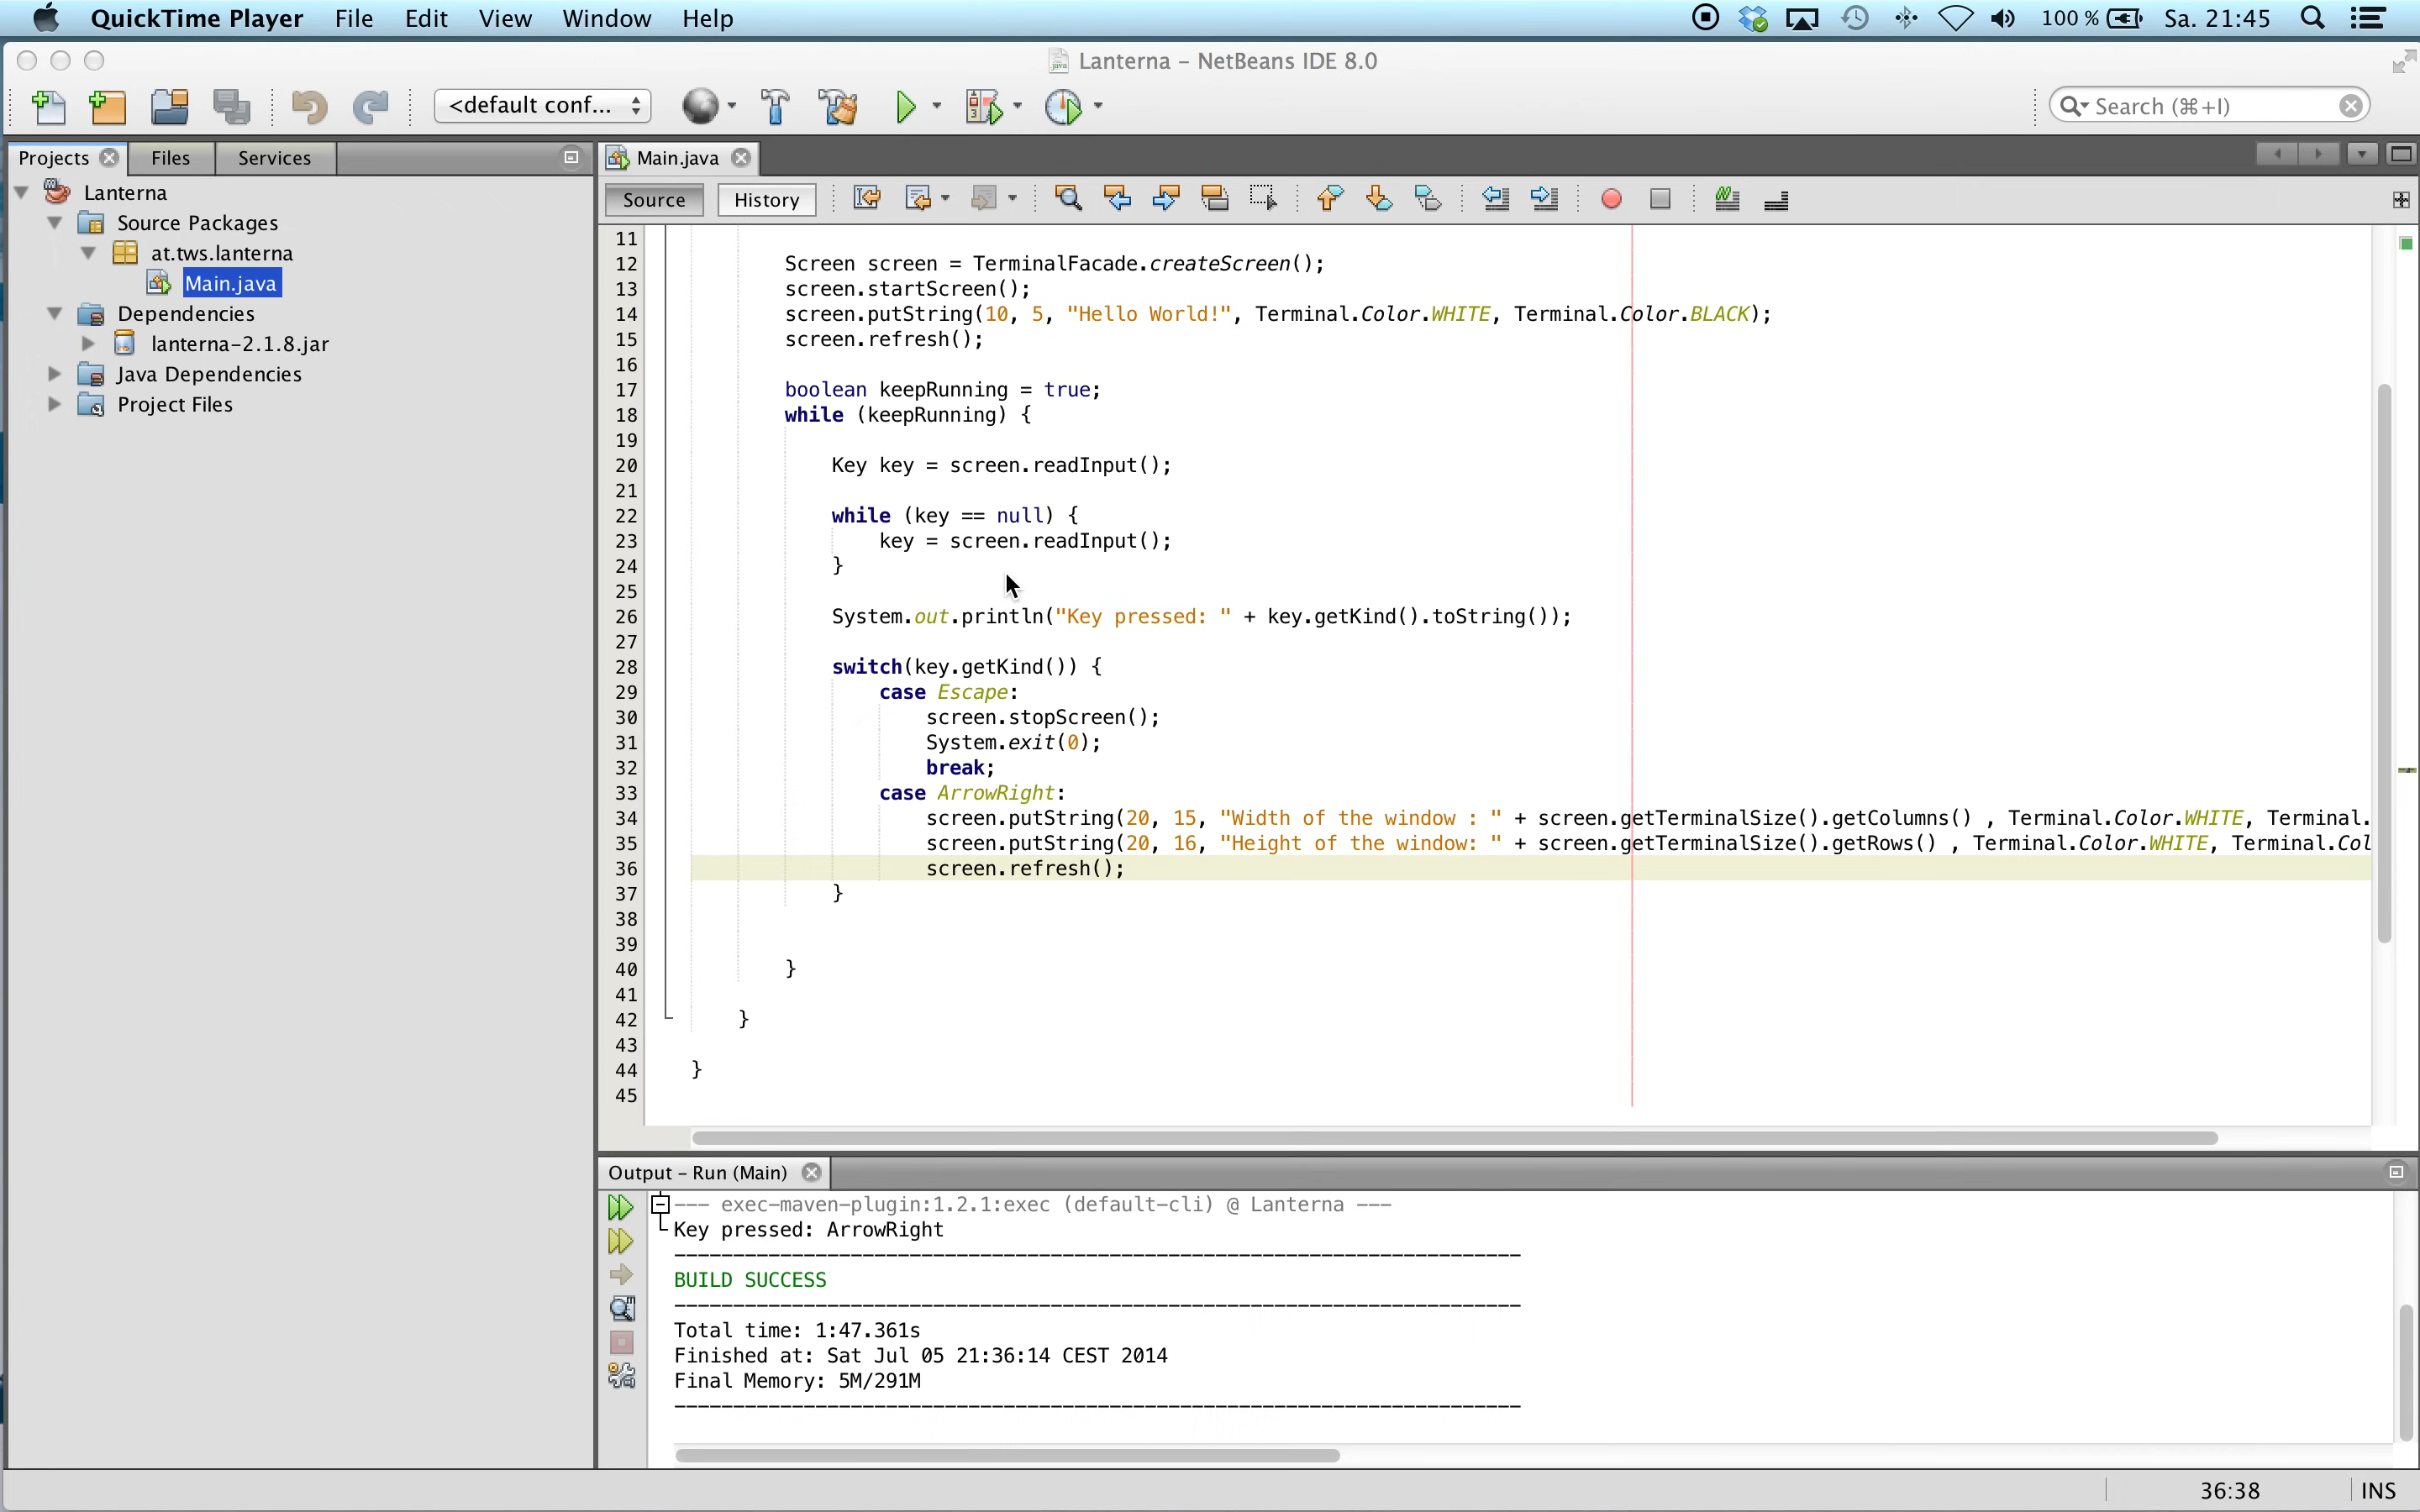 QuickTime Player File Edit View Window Help 100 % Sa. 21:45
Lanterna – NetBeans IDE 8.0
<default conf... Search (⌘+I)
Projects Files Services
Lanterna
Source Packages
at.tws.lanterna
Main.java
Dependencies
lanterna-2.1.8.jar
Java Dependencies
Project Files
Main.java
Source History
11
12 Screen screen = TerminalFacade.createScreen();
13 screen.startScreen();
14 screen.putString(10, 5, "Hello World!", Terminal.Color.WHITE, Terminal.Color.BLACK);
15 screen.refresh();
16
17 boolean keepRunning = true;
18 while (keepRunning) {
19
20 Key key = screen.readInput();
21
22 while (key == null) {
23 key = screen.readInput();
24 }
25
26 System.out.println("Key pressed: " + key.getKind().toString());
27
28 switch(key.getKind()) {
29 case Escape:
30 screen.stopScreen();
31 System.exit(0);
32 break;
33 case ArrowRight:
34 screen.putString(20, 15, "Width of the window : " + screen.getTerminalSize().getColumns() , Terminal.Color.WHITE, Terminal.
35 screen.putString(20, 16, "Height of the window: " + screen.getTerminalSize().getRows() , Terminal.Color.WHITE, Terminal.Col
36 screen.refresh();
37 }
38
39
40 }
41
42 }
43
44 }
45
Output – Run (Main)
--- exec-maven-plugin:1.2.1:exec (default-cli) @ Lanterna ---
Key pressed: ArrowRight
------------------------------------------------------------------------
BUILD SUCCESS
------------------------------------------------------------------------
Total time: 1:47.361s
Finished at: Sat Jul 05 21:36:14 CEST 2014
Final Memory: 5M/291M
------------------------------------------------------------------------
36:38 INS